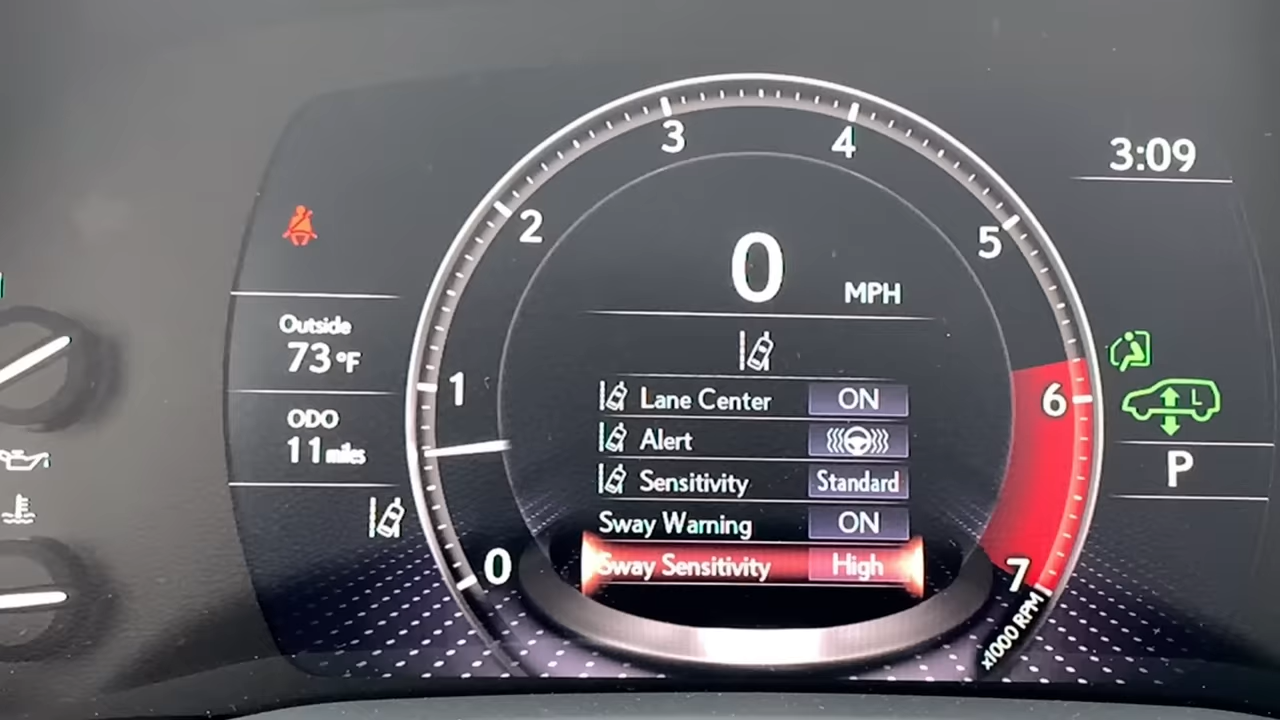 3
4
3:09
2
5
0
MPH
Outside
73°F
1
6
L
Lane Center ON
ODO
11 miles
Alert
P
Sensitivity Standard
Sway Warning ON
Sway Sensitivity High
0
7
x1000 RPM